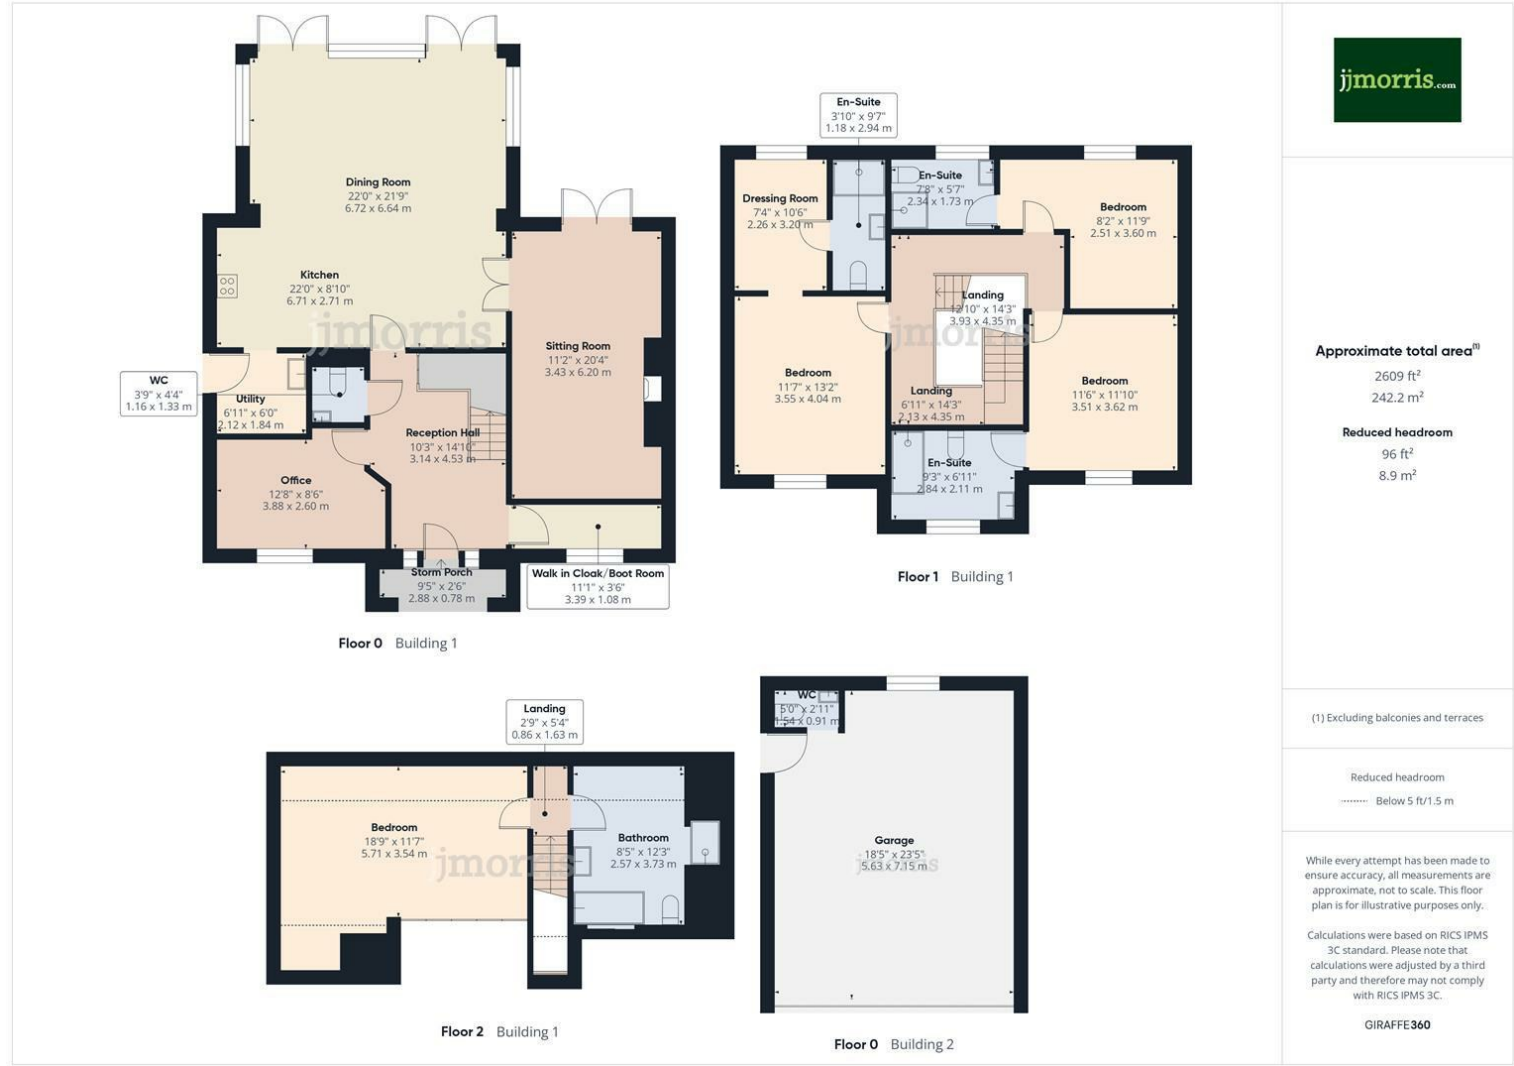 jjmorris.com
Dining Room
22'0" x 21'9"
6.72 x 6.64 m
Kitchen
22'0" x 8'10"
6.71 x 2.71 m
jjmorris
Sitting Room
11'2" x 20'4"
3.43 x 6.20 m
WC
3'9" x 4'4"
1.16 x 1.33 m
Utility
6'11" x 6'0"
2.12 x 1.84 m
Reception Hall
10'3" x 14'10"
3.14 x 4.53 m
Office
12'8" x 8'6"
3.88 x 2.60 m
Storm Porch
9'5" x 2'6"
2.88 x 0.78 m
Walk in Cloak/Boot Room
11'1" x 3'6"
3.39 x 1.08 m
Floor 0 Building 1
En-Suite
3'10" x 9'7"
1.18 x 2.94 m
Dressing Room
7'4" x 10'6"
2.26 x 3.20 m
En-Suite
7'8" x 5'7"
2.34 x 1.73 m
Bedroom
8'2" x 11'9"
2.51 x 3.60 m
Landing
12'10" x 14'3"
3.93 x 4.35 m
jjmorris
Bedroom
11'7" x 13'2"
3.55 x 4.04 m
Landing
6'11" x 14'3"
2.13 x 4.35 m
Bedroom
11'6" x 11'10"
3.51 x 3.62 m
En-Suite
9'3" x 6'11"
2.84 x 2.11 m
Floor 1 Building 1
Landing
2'9" x 5'4"
0.86 x 1.63 m
Bedroom
18'9" x 11'7"
5.71 x 3.54 m
jjmorris
Bathroom
8'5" x 12'3"
2.57 x 3.73 m
Floor 2 Building 1
WC
5'0" x 2'11"
1.54 x 0.91 m
Garage
18'5" x 23'5"
5.63 x 7.15 m
jjmorris
Floor 0 Building 2
Approximate total area(1)
2609 ft²
242.2 m²
Reduced headroom
96 ft²
8.9 m²
(1) Excluding balconies and terraces
Reduced headroom
Below 5 ft/1.5 m
While every attempt has been made to
ensure accuracy, all measurements are
approximate, not to scale. This floor
plan is for illustrative purposes only.
Calculations were based on RICS IPMS
3C standard. Please note that
calculations were adjusted by a third
party and therefore may not comply
with RICS IPMS 3C.
GIRAFFE360